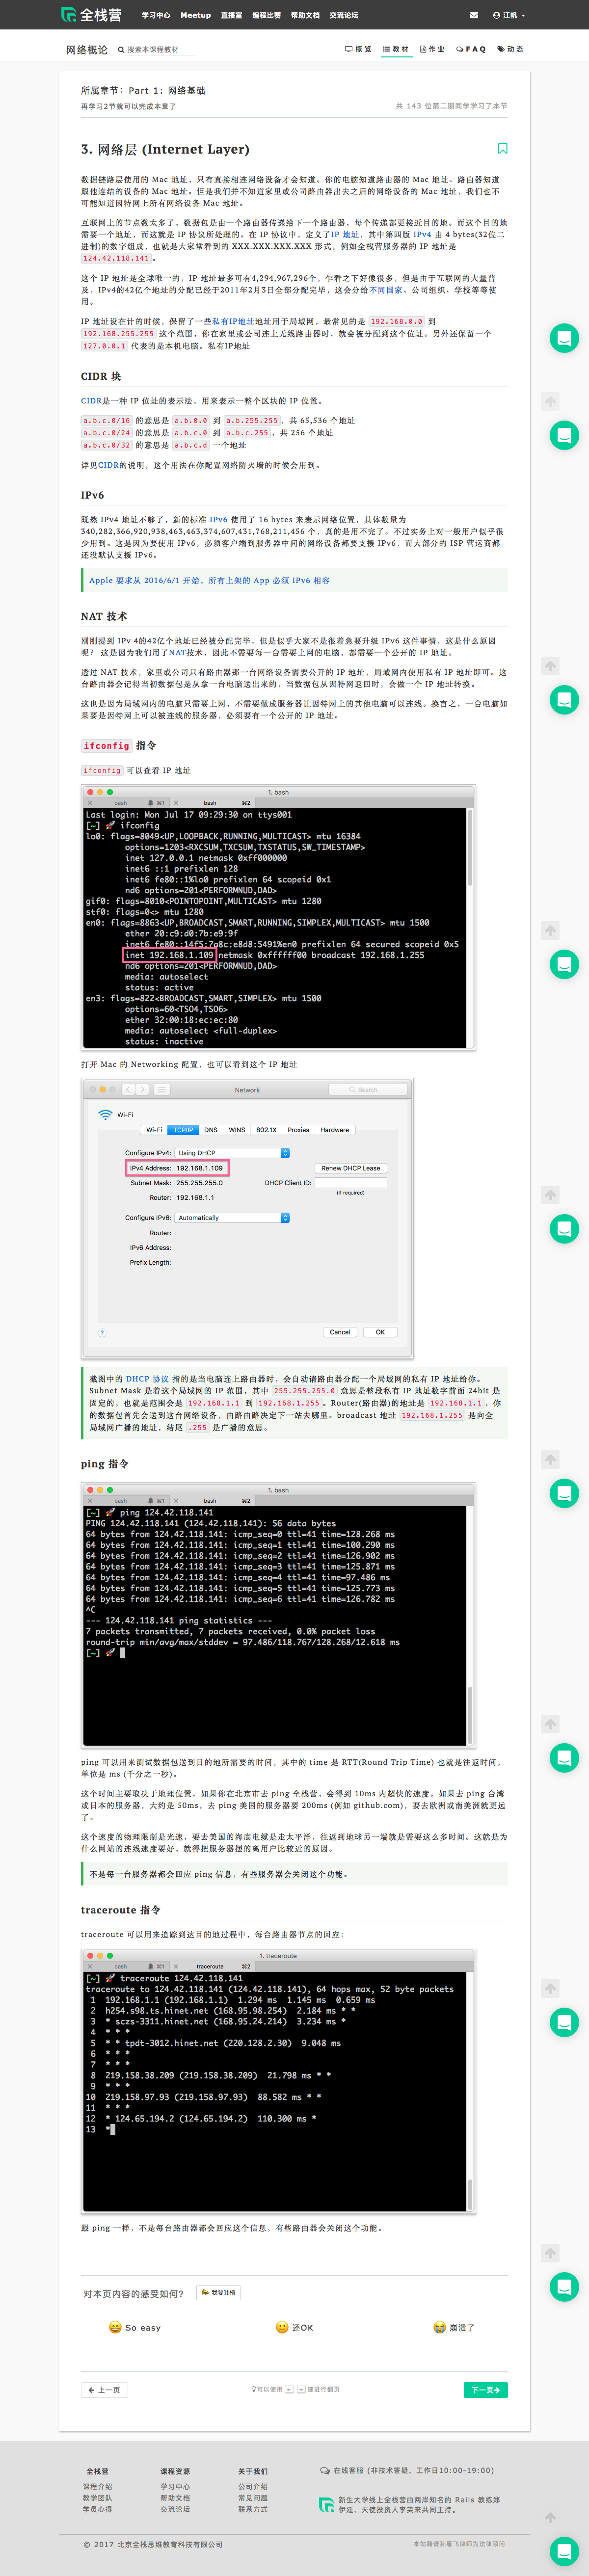 全栈营 学习中心 Meetup 直播室 编程比赛 帮助文档 交流论坛 江帆
网络概论 搜索本课程教材 概览 教材 作业 FAQ 动态
所属章节：Part 1: 网络基础
再学习2节就可以完成本章了 共 143 位第二期同学学习了本节
3. 网络层 (Internet Layer)
数据链路层使用的 Mac 地址，只有直接相连网络设备才会知道。你的电脑知道路由器的 Mac 地址、路由器知道
跟他连结的设备的 Mac 地址。但是我们并不知道家里或公司路由器出去之后的网络设备的 Mac 地址，我们也不
可能知道因特网上所有网络设备 Mac 地址。
互联网上的节点数太多了，数据包是由一个路由器传递给下一个路由器，每个传递都更接近目的地。而这个目的地
需要一个地址，而这就是 IP 协议所处理的。在 IP 协议中，定义了IP 地址，其中第四版 IPv4 由 4 bytes(32位二
进制)的数字组成，也就是大家常看到的 XXX.XXX.XXX.XXX 形式，例如全栈营服务器的 IP 地址是
124.42.118.141。
这个 IP 地址是全球唯一的，IP 地址最多可有4,294,967,296个，乍看之下好像很多，但是由于互联网的大量普
及，IPv4的42亿个地址的分配已经于2011年2月3日全部分配完毕，这会分给不同国家、公司组织、学校等等使
用。
IP 地址设在计的时候，保留了一些私有IP地址地址用于局域网，最常见的是 192.168.0.0 到
192.168.255.255 这个范围，你在家里或公司连上无线路由器时，就会被分配到这个位址。另外还保留一个
127.0.0.1 代表的是本机电脑。私有IP地址
CIDR 块
CIDR是一种 IP 位址的表示法，用来表示一整个区块的 IP 位置。
a.b.c.0/16 的意思是 a.b.0.0 到 a.b.255.255，共 65,536 个地址
a.b.c.0/24 的意思是 a.b.c.0 到 a.b.c.255，共 256 个地址
a.b.c.0/32 的意思是 a.b.c.d 一个地址
详见CIDR的说明，这个用法在你配置网络防火墙的时候会用到。
IPv6
既然 IPv4 地址不够了，新的标准 IPv6 使用了 16 bytes 来表示网络位置，具体数量为
340,282,366,920,938,463,463,374,607,431,768,211,456 个，真的是用不完了。不过实务上对一般用户似乎很
少用到。这是因为要使用 IPv6，必须客户端到服务器中间的网络设备都要支援 IPv6，而大部分的 ISP 营运商都
还没默认支援 IPv6。
Apple 要求从 2016/6/1 开始，所有上架的 App 必须 IPv6 相容
NAT 技术
刚刚提到 IPv 4的42亿个地址已经被分配完毕，但是似乎大家不是很着急要升级 IPv6 这件事情，这是什么原因
呢？ 这是因为我们用了NAT技术，因此不需要每一台需要上网的电脑，都需要一个公开的 IP 地址。
透过 NAT 技术，家里或公司只有路由器那一台网络设备需要公开的 IP 地址，局域网内使用私有 IP 地址即可。这
台路由器会记得当初数据包是从拿一台电脑送出来的，当数据包从因特网返回时，会做一个 IP 地址转换。
这也是因为局域网内的电脑只需要上网，不需要做成服务器让因特网上的其他电脑可以连线。换言之，一台电脑如
果要是因特网上可以被连线的服务器，必须要有一个公开的 IP 地址。
ifconfig 指令
ifconfig 可以查看 IP 地址
1. bash
bash ⌘1 bash ⌘2
Last login: Mon Jul 17 09:29:30 on ttys001
[~] 🚀 ifconfig
lo0: flags=8049<UP,LOOPBACK,RUNNING,MULTICAST> mtu 16384
options=1203<RXCSUM,TXCSUM,TXSTATUS,SW_TIMESTAMP>
inet 127.0.0.1 netmask 0xff000000
inet6 ::1 prefixlen 128
inet6 fe80::1%lo0 prefixlen 64 scopeid 0x1
nd6 options=201<PERFORMNUD,DAD>
gif0: flags=8010<POINTOPOINT,MULTICAST> mtu 1280
stf0: flags=0<> mtu 1280
en0: flags=8863<UP,BROADCAST,SMART,RUNNING,SIMPLEX,MULTICAST> mtu 1500
ether 20:c9:d0:7b:e9:9f
inet6 fe80::14f5:7g8c:e8d8:5491%en0 prefixlen 64 secured scopeid 0x5
inet 192.168.1.109 netmask 0xffffff00 broadcast 192.168.1.255
nd6 options=201<PERFORMNUD,DAD>
media: autoselect
status: active
en3: flags=822<BROADCAST,SMART,SIMPLEX> mtu 1500
options=60<TSO4,TSO6>
ether 32:00:18:ec:ec:80
media: autoselect <full-duplex>
status: inactive
打开 Mac 的 Networking 配置，也可以看到这个 IP 地址
Network Search
Wi-Fi
Wi-Fi TCP/IP DNS WINS 802.1X Proxies Hardware
Configure IPv4: Using DHCP
IPv4 Address: 192.168.1.109 Renew DHCP Lease
Subnet Mask: 255.255.255.0 DHCP Client ID:
Router: 192.168.1.1 (If required)
Configure IPv6: Automatically
Router:
IPv6 Address:
Prefix Length:
? Cancel OK
截图中的 DHCP 协议 指的是当电脑连上路由器时，会自动请路由器分配一个局域网的私有 IP 地址给你。
Subnet Mask 是着这个局域网的 IP 范围，其中 255.255.255.0 意思是整段私有 IP 地址数字前面 24bit 是
固定的，也就是范围会是 192.168.1.1 到 192.168.1.255。Router(路由器)的地址是 192.168.1.1，你
的数据包首先会送到这台网络设备，由路由路决定下一站去哪里。broadcast 地址 192.168.1.255 是向全
局域网广播的地址，结尾 .255 是广播的意思。
ping 指令
1. bash
bash ⌘1 bash ⌘2
[~] 🚀 ping 124.42.118.141
PING 124.42.118.141 (124.42.118.141): 56 data bytes
64 bytes from 124.42.118.141: icmp_seq=0 ttl=41 time=128.268 ms
64 bytes from 124.42.118.141: icmp_seq=1 ttl=41 time=100.290 ms
64 bytes from 124.42.118.141: icmp_seq=2 ttl=41 time=126.902 ms
64 bytes from 124.42.118.141: icmp_seq=3 ttl=41 time=125.871 ms
64 bytes from 124.42.118.141: icmp_seq=4 ttl=41 time=97.486 ms
64 bytes from 124.42.118.141: icmp_seq=5 ttl=41 time=125.773 ms
64 bytes from 124.42.118.141: icmp_seq=6 ttl=41 time=126.782 ms
^C
--- 124.42.118.141 ping statistics ---
7 packets transmitted, 7 packets received, 0.0% packet loss
round-trip min/avg/max/stddev = 97.486/118.767/128.268/12.618 ms
[~] 🚀
ping 可以用来测试数据包送到目的地所需要的时间，其中的 time 是 RTT(Round Trip Time) 也就是往返时间，
单位是 ms (千分之一秒)。
这个时间主要取决于地理位置，如果你在北京市去 ping 全栈营，会得到 10ms 内超快的速度。如果去 ping 台湾
或日本的服务器，大约是 50ms，去 ping 美国的服务器要 200ms (例如 github.com)，要去欧洲或南美洲就更远
了。
这个速度的物理限制是光速，要去美国的海底电缆是走太平洋，往返到地球另一端就是需要这么多时间。这就是为
什么网站的连线速度要好，就得把服务器摆的离用户比较近的原因。
不是每一台服务器都会回应 ping 信息，有些服务器会关闭这个功能。
traceroute 指令
traceroute 可以用来追踪到达目的地过程中，每台路由器节点的回应：
1. traceroute
bash ⌘1 traceroute ⌘2
[~] 🚀 traceroute 124.42.118.141
traceroute to 124.42.118.141 (124.42.118.141), 64 hops max, 52 byte packets
1 192.168.1.1 (192.168.1.1) 1.294 ms 1.145 ms 0.659 ms
2 h254.s98.ts.hinet.net (168.95.98.254) 2.184 ms * *
3 * sczs-3311.hinet.net (168.95.24.214) 3.234 ms *
4 * * *
5 * * tpdt-3012.hinet.net (220.128.2.30) 9.048 ms
6 * * *
7 * * *
8 219.158.38.209 (219.158.38.209) 21.798 ms * *
9 * * *
10 219.158.97.93 (219.158.97.93) 88.582 ms * *
11 * * *
12 * 124.65.194.2 (124.65.194.2) 110.300 ms *
13 *
跟 ping 一样，不是每台路由器都会回应这个信息，有些路由器会关闭这个功能。
对本页内容的感受如何? 我要吐槽
So easy 还OK 崩溃了
上一页 可以使用 ← → 键进行翻页 下一页
全栈营 课程资源 关于我们 在线客服 (非技术答疑，工作日10:00-19:00)
课程介绍 学习中心 公司介绍
教学团队 帮助文档 常见问题 新生大学线上全栈营由两岸知名的 Rails 教练郑
学员心得 交流论坛 联系方式 伊廷、天使投资人李笑来共同主持。
© 2017 北京全栈思维教育科技有限公司 本站聘请孙雁飞律师为法律顾问